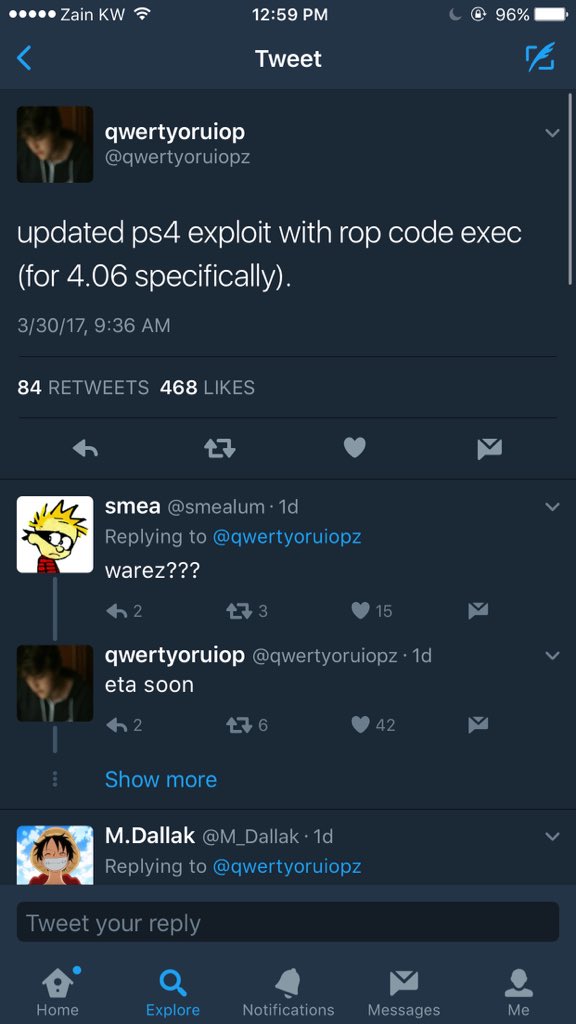 Zain KW 12:59 PM 96%
Tweet
qwertyoruiop
@qwertyoruiopz
updated ps4 exploit with rop code exec
(for 4.06 specifically).
3/30/17, 9:36 AM
84 RETWEETS 468 LIKES
smea @smealum · 1d
Replying to @qwertyoruiopz
warez???
2 3 15
qwertyoruiop @qwertyoruiopz · 1d
eta soon
2 6 42
Show more
M.Dallak @M_Dallak · 1d
Replying to @qwertyoruiopz
Tweet your reply
Home Explore Notifications Messages Me